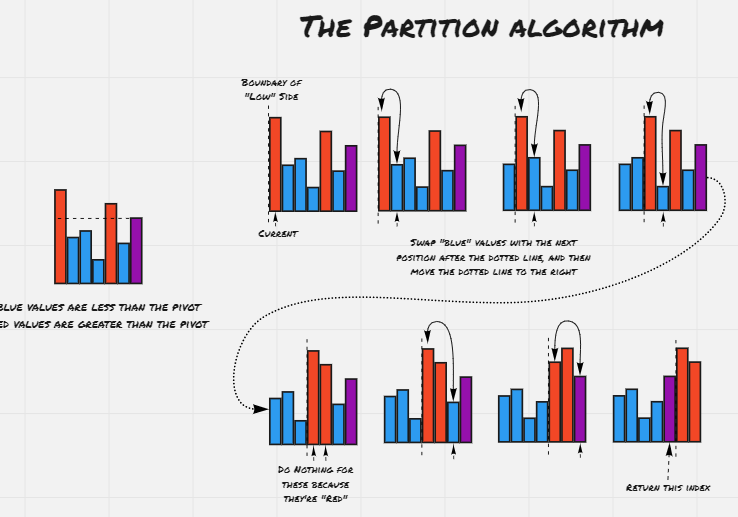 The Partition algorithm
Boundary of
"Low" Side
Current
Swap "blue" values with the next
position after the dotted line, and then
move the dotted line to the right
blue values are less than the pivot
values are greater than the pivot
Do Nothing for
these because
they're "Red"
Return this index